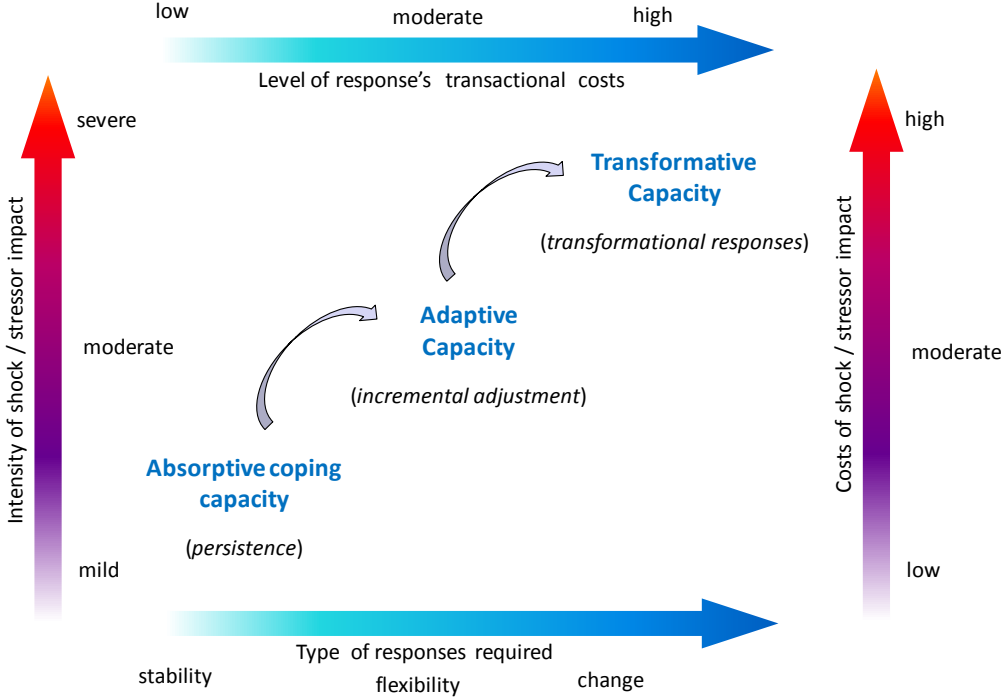 low
moderate
high
Level of response's transactional costs
severe
high
Transformative
Capacity
(transformational responses)
Intensity of shock / stressor impact
Costs of shock / stressor impact
Adaptive
Capacity
moderate
moderate
(incremental adjustment)
Absorptive coping
capacity
(persistence)
mild
low
Type of responses required
stability
flexibility
change